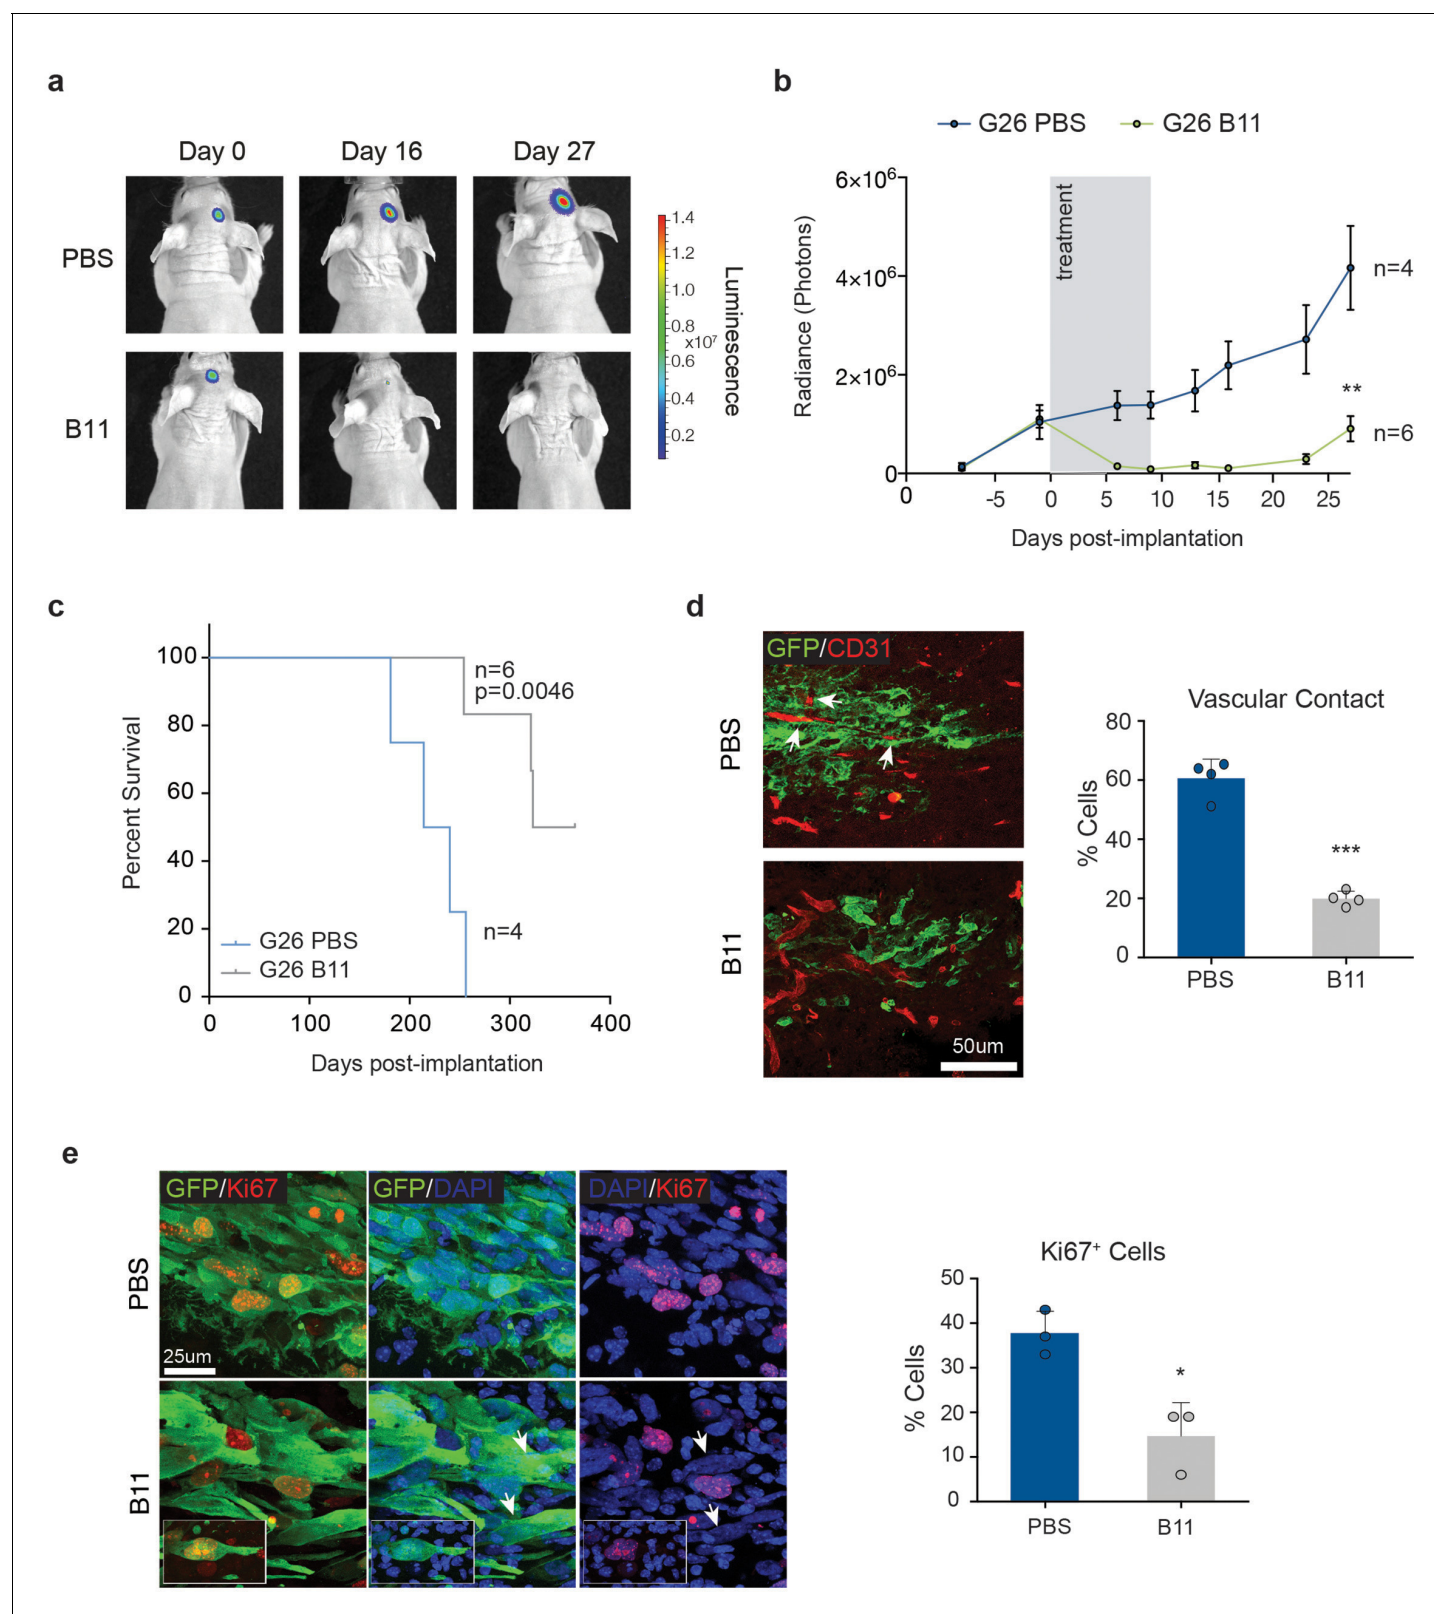 a
Day 0
Day 16
Day 27
PBS
B11
1.4
1.2
1.0
0.8
x10⁷
0.6
0.4
0.2
Luminescence
b
G26 PBS
G26 B11
6×10⁶
4×10⁶
2×10⁶
0
Radiance (Photons)
treatment
n=4
**
n=6
0
-5
0
5
10
15
20
25
Days post-implantation
c
100
80
60
40
20
0
Percent Survival
n=6
p=0.0046
n=4
G26 PBS
G26 B11
0
100
200
300
400
Days post-implantation
d
GFP/CD31
PBS
B11
50um
Vascular Contact
80
60
40
20
0
% Cells
***
PBS
B11
e
GFP/Ki67
GFP/DAPI
DAPI/Ki67
PBS
25um
B11
Ki67⁺ Cells
50
40
30
20
10
0
% Cells
*
PBS
B11